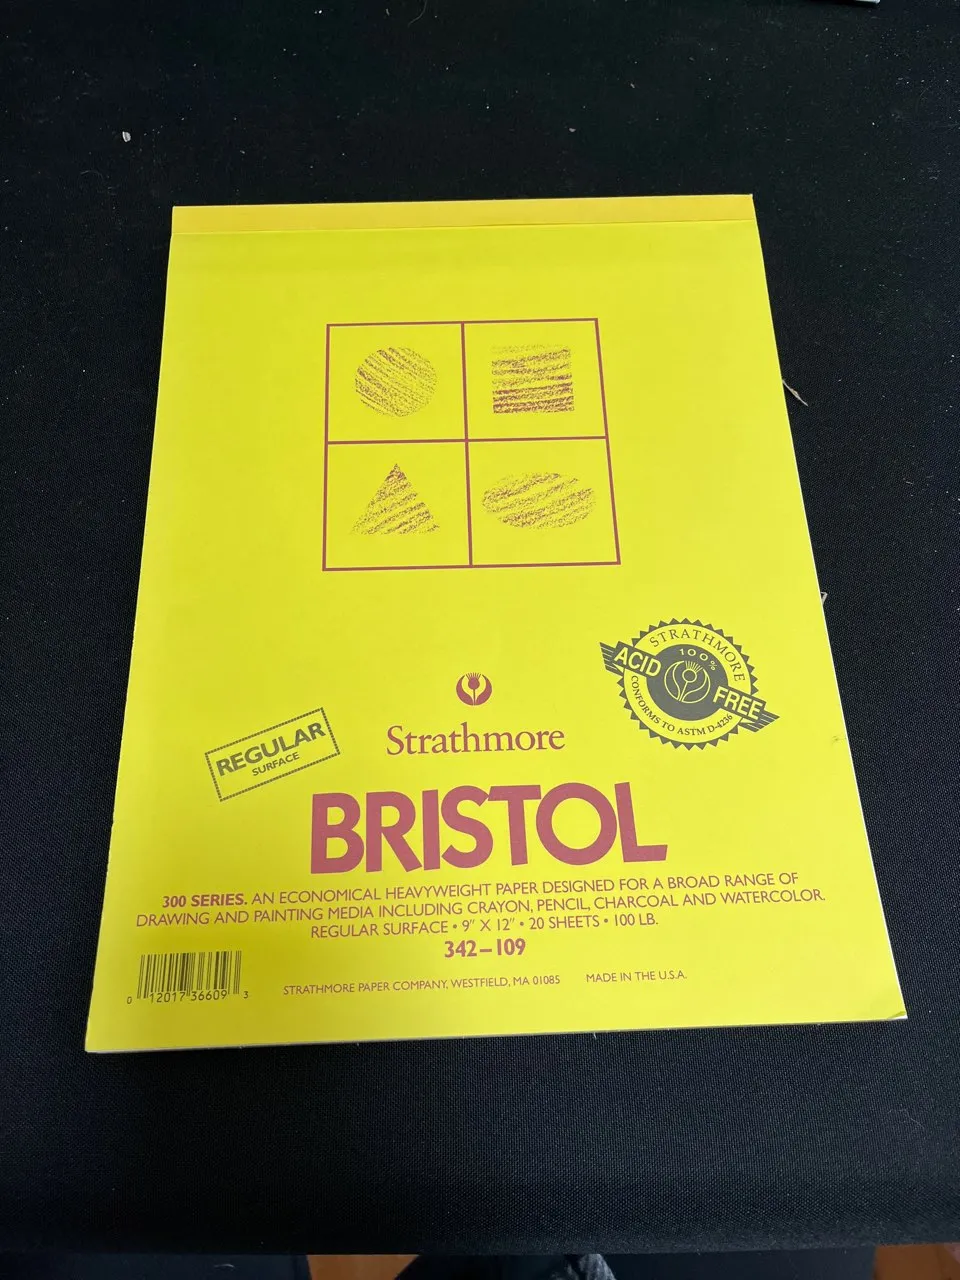 STRATHMORE
100%
ACID
FREE
CONFORMS TO ASTM D-4236
REGULAR
SURFACE
Strathmore
BRISTOL
300 SERIES. AN ECONOMICAL HEAVYWEIGHT PAPER DESIGNED FOR A BROAD RANGE OF
DRAWING AND PAINTING MEDIA INCLUDING CRAYON, PENCIL, CHARCOAL AND WATERCOLOR.
REGULAR SURFACE • 9" X 12" • 20 SHEETS • 100 LB.
342–109
0 12017 36609 3
STRATHMORE PAPER COMPANY, WESTFIELD, MA 01085 MADE IN THE U.S.A.